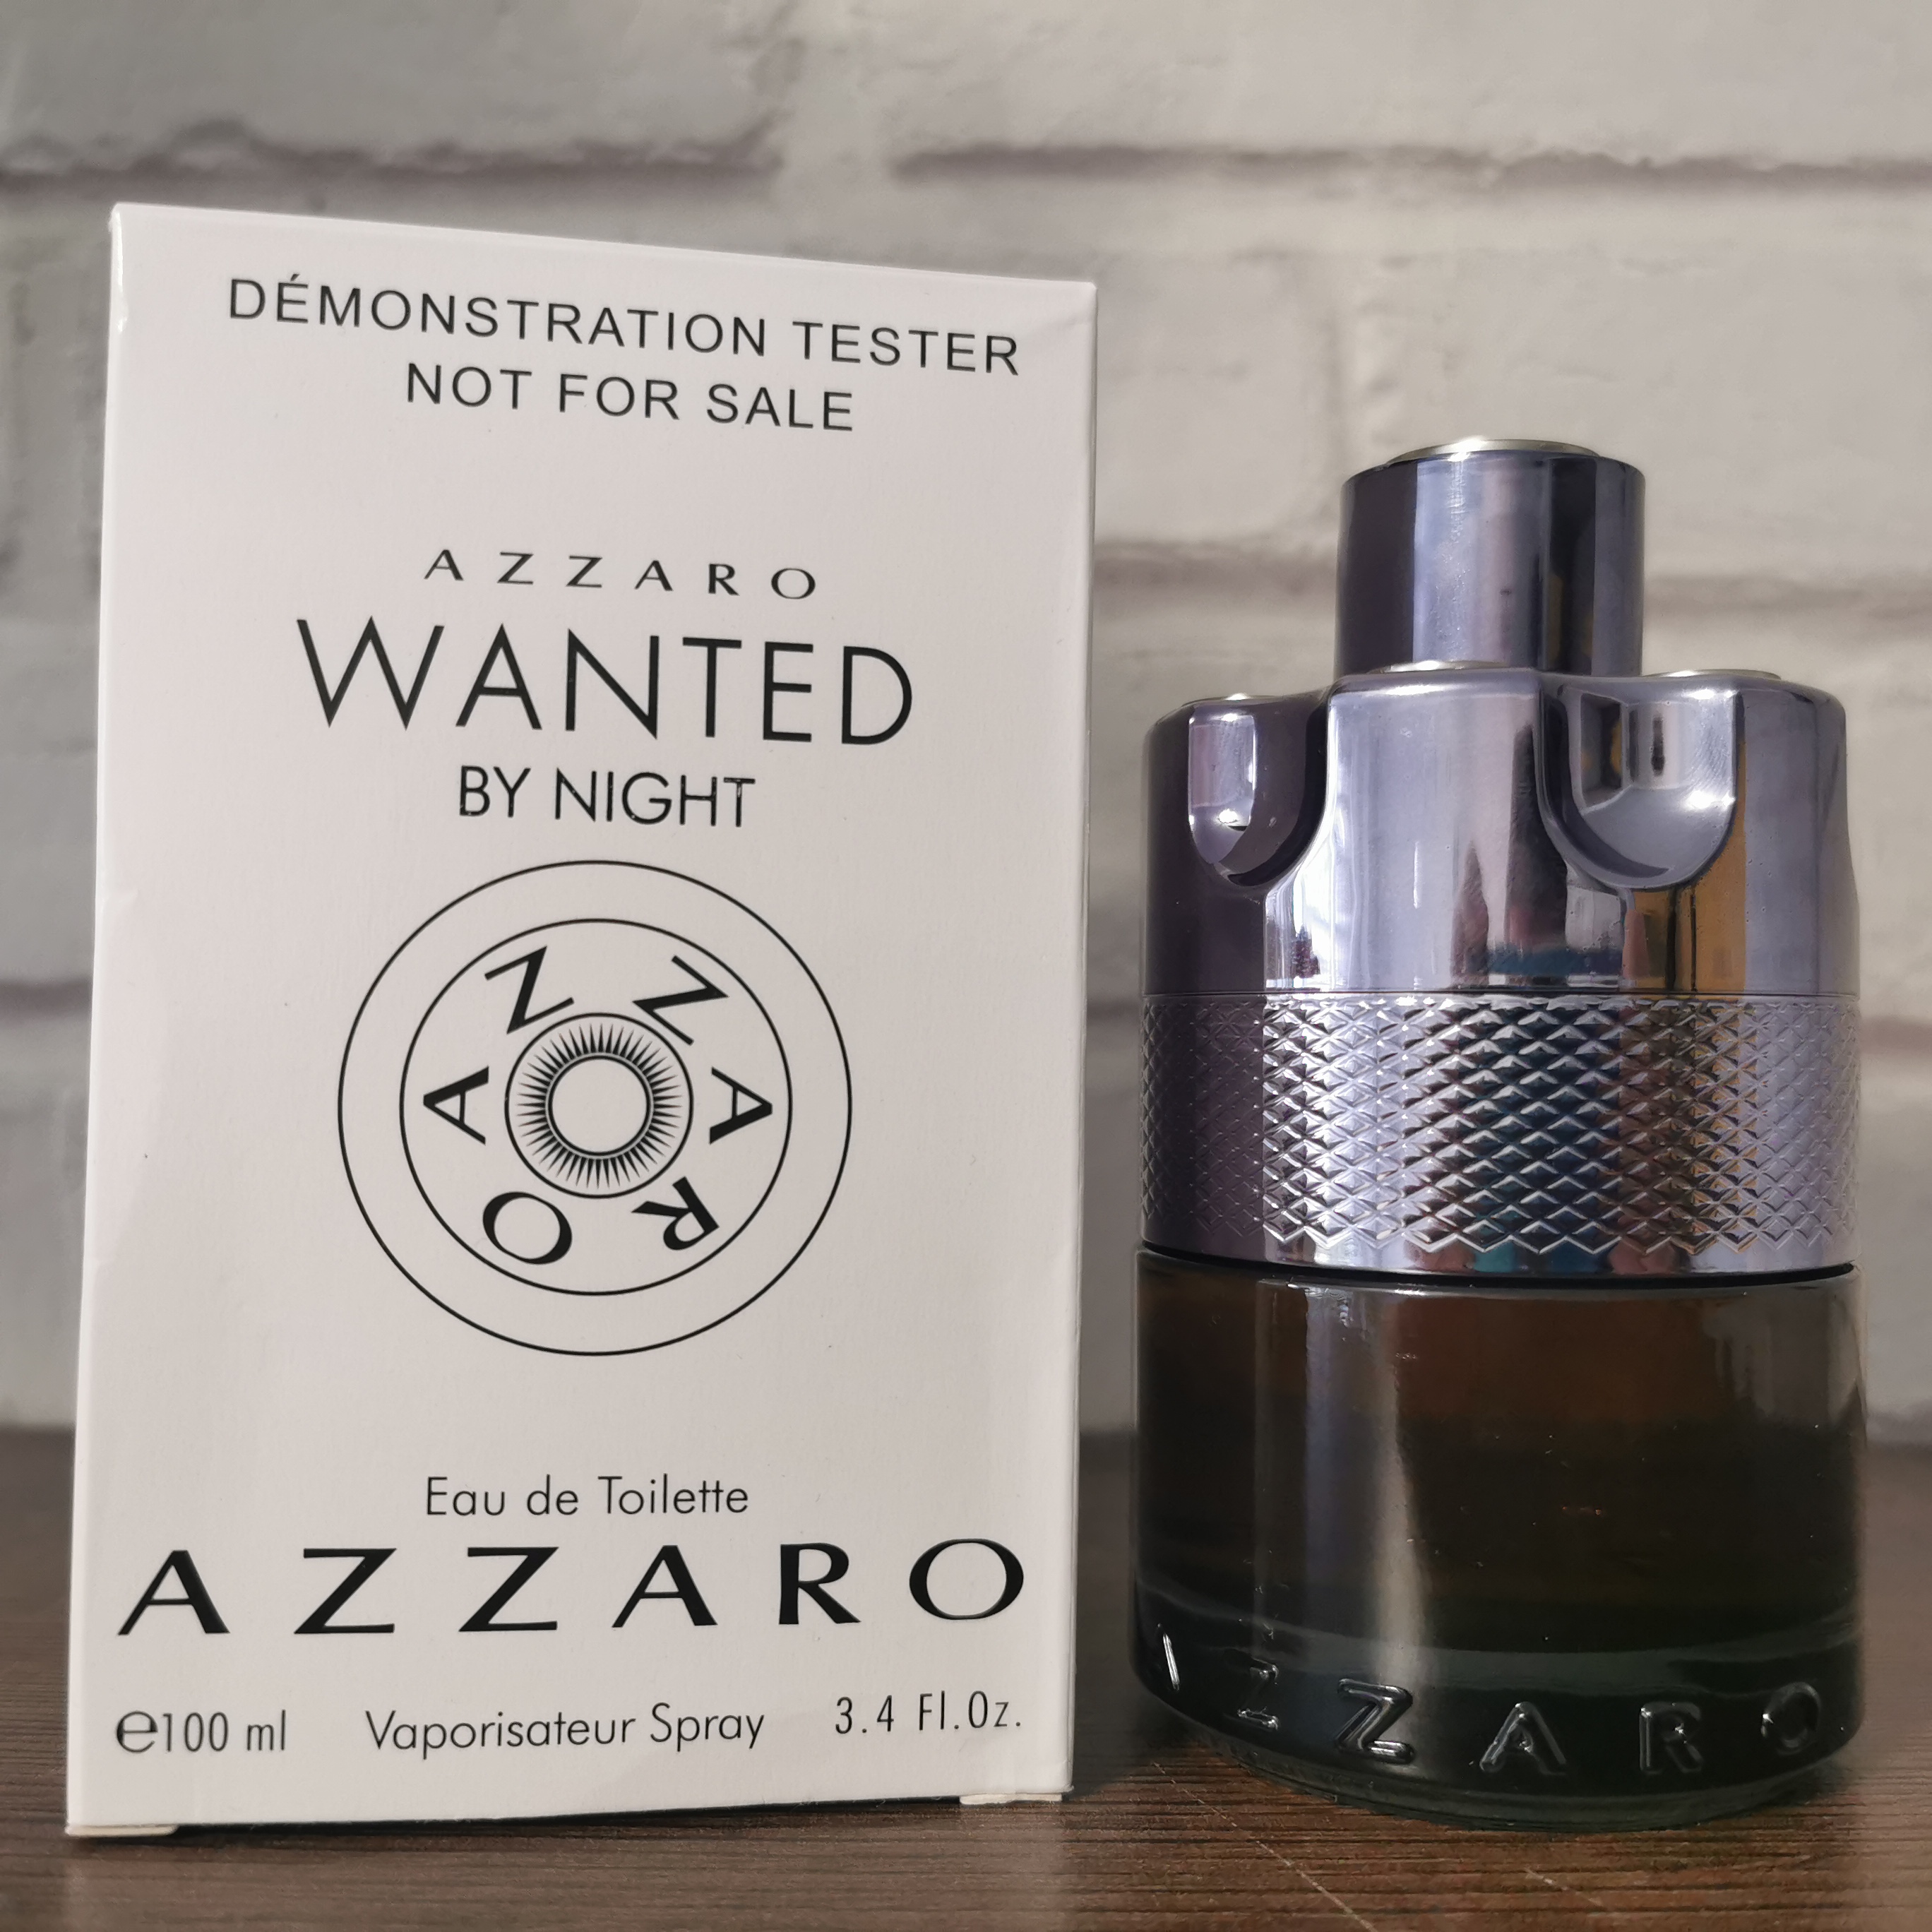 DÉMONSTRATION TESTER
NOT FOR SALE
AZZARO
WANTED
BY NIGHT
AZZARO
Eau de Toilette
AZZARO
℮100 ml Vaporisateur Spray 3.4 Fl.Oz.
AZZARO